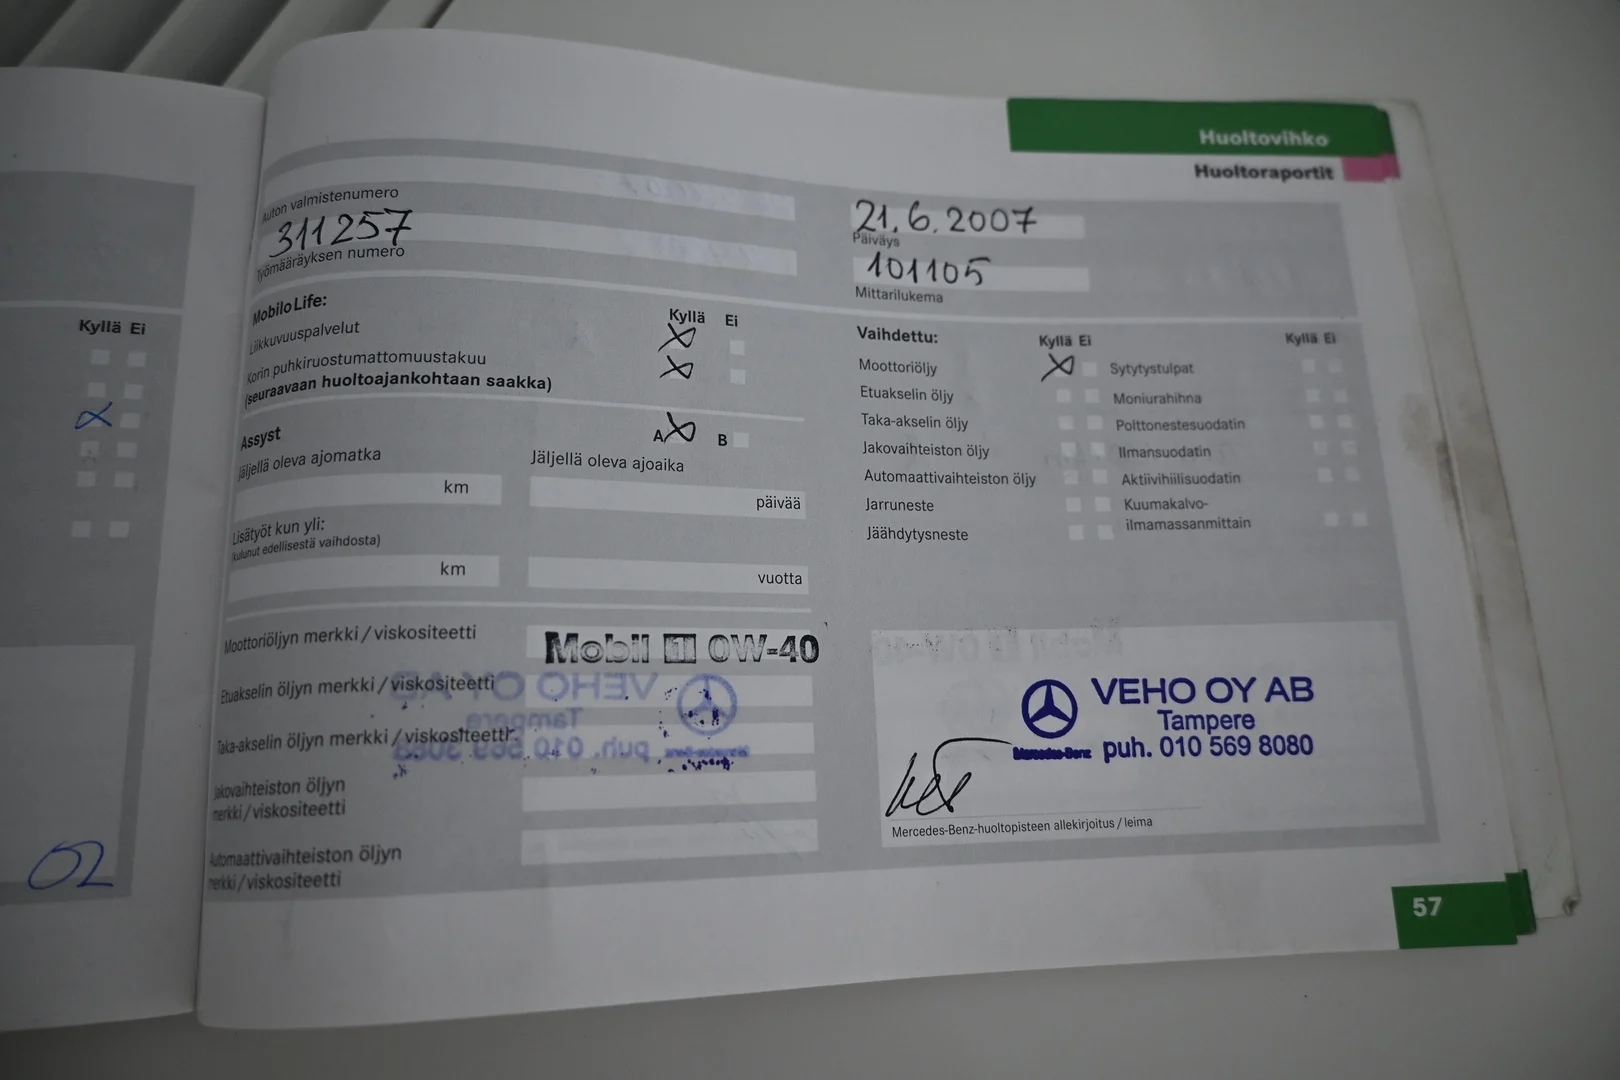 Huoltovihko
Huoltoraportit
Auton valmistenumero
311257
Työmääräyksen numero
21.6.2007
Päiväys
101105
Mittarilukema
Kyllä Ei
MobiloLife:
Kyllä Ei
Liikkuvuuspalvelut
Korin puhkiruostumattomuustakuu
(seuraavaan huoltoajankohtaan saakka)
Assyst
A B
Jäljellä oleva ajomatka
Jäljellä oleva ajoaika
km
päivää
Lisätyöt kun yli:
(kulunut edellisestä vaihdosta)
km
vuotta
Vaihdettu:
Kyllä Ei
Kyllä Ei
Moottoriöljy
Sytytystulpat
Etuakselin öljy
Moniurahihna
Taka-akselin öljy
Polttonestesuodatin
Jakovaihteiston öljy
Ilmansuodatin
Automaattivaihteiston öljy
Aktiivihiilisuodatin
Jarruneste
Kuumakalvo-
ilmamassanmittain
Jäähdytysneste
Moottoriöljyn merkki/viskositeetti
Mobil 1 0W-40
Etuakselin öljyn merkki/viskositeetti
Taka-akselin öljyn merkki/viskositeetti
Jakovaihteiston öljyn
merkki/viskositeetti
Automaattivaihteiston öljyn
merkki/viskositeetti
VEHO OY AB
Tampere
Mercedes-Benz puh. 010 569 8080
Mercedes-Benz-huoltopisteen allekirjoitus / leima
57